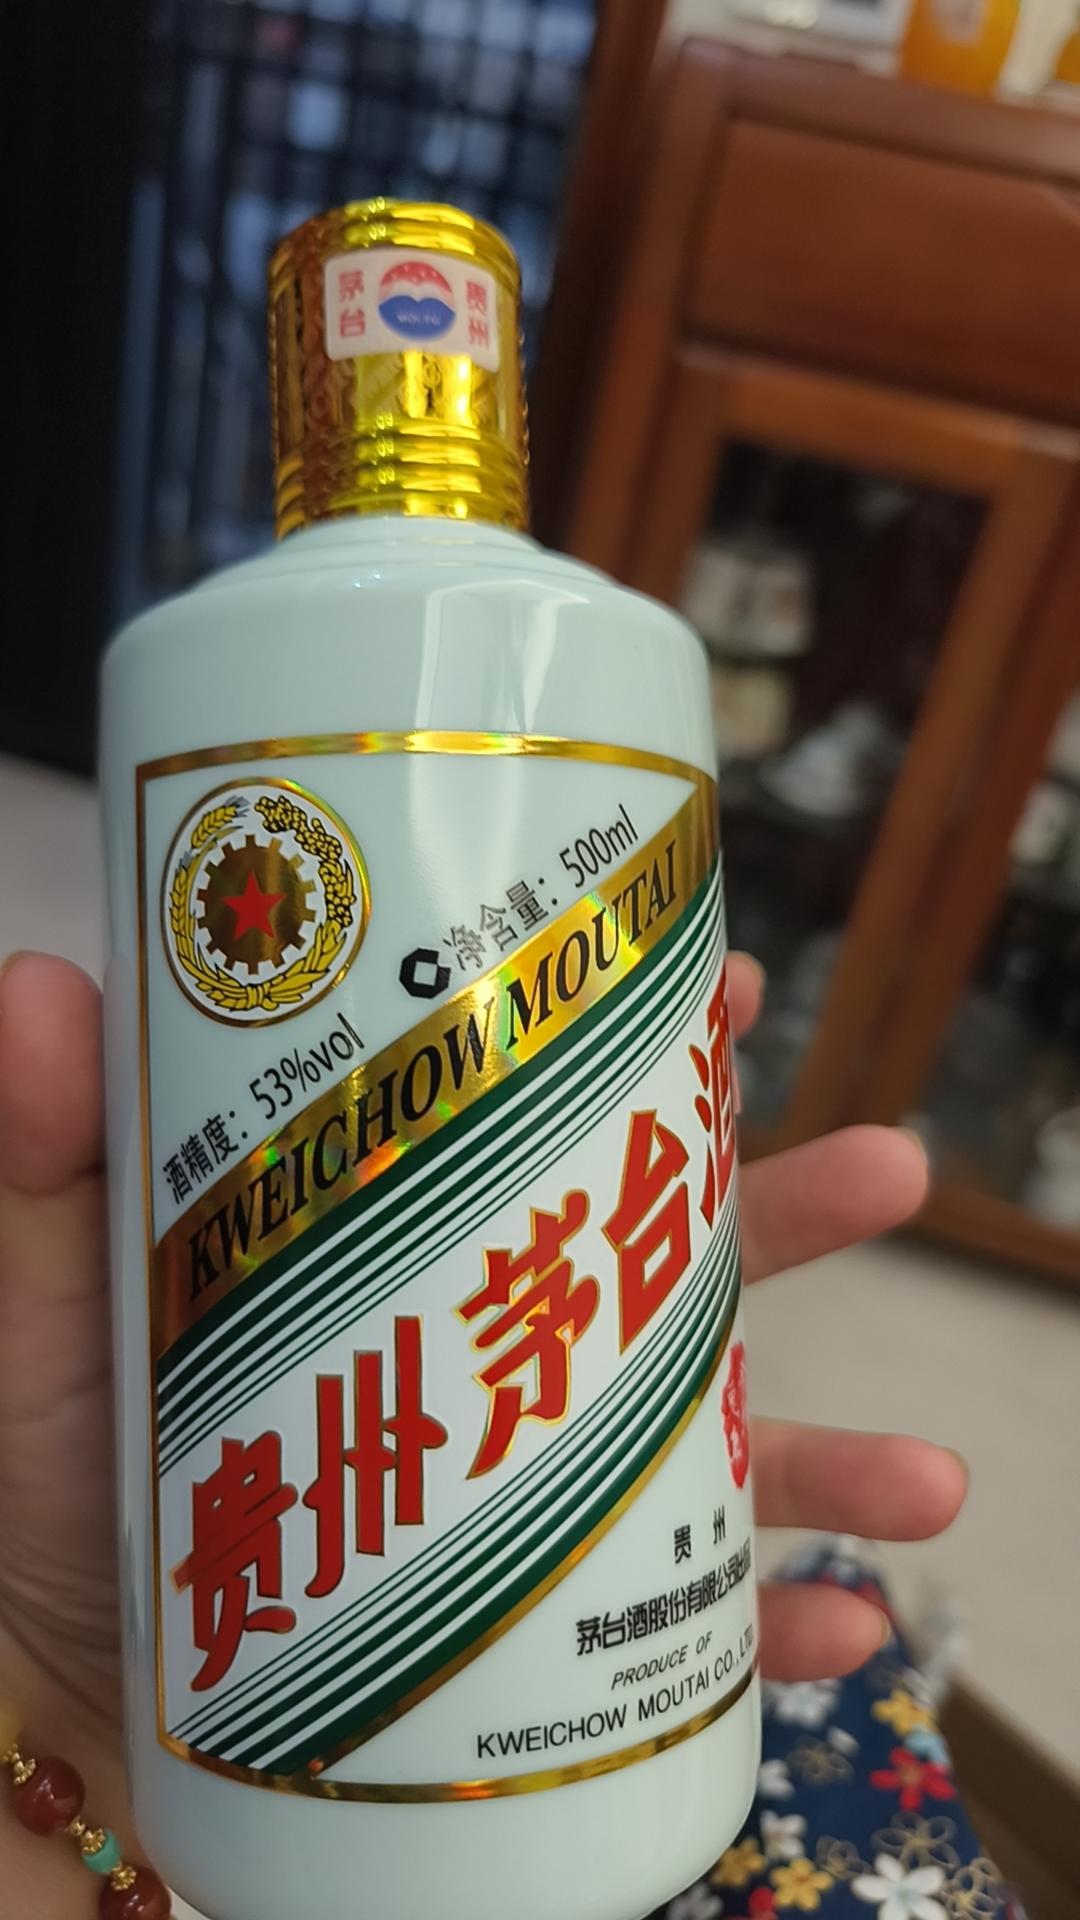 贵州
茅台
MOUTAI
净含量：500ml
酒精度：53%vol
KWEICHOW MOUTAI
贵州茅台酒
贵州
茅台酒股份有限公司出品
PRODUCE OF
KWEICHOW MOUTAI CO., LTD.